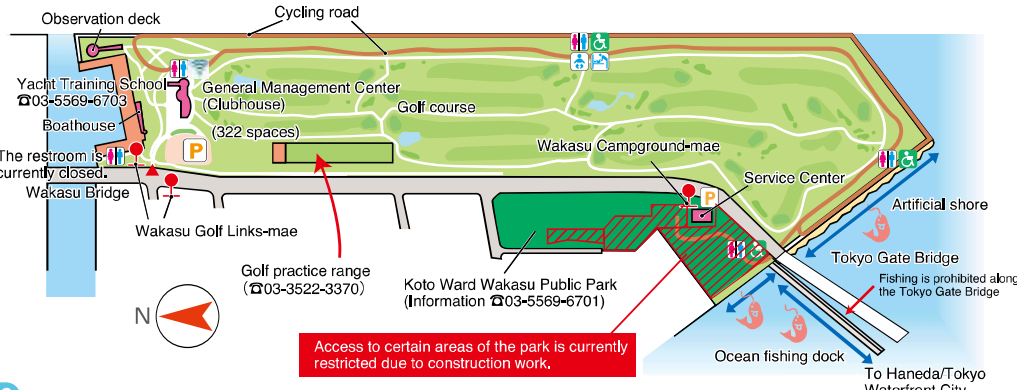 Observation deck
Cycling road
Yacht Training School
☎03-5569-6703
General Management Center
(Clubhouse)
Boathouse
(322 spaces)
Golf course
P
The restroom is
currently closed.
Wakasu Bridge
Wakasu Golf Links-mae
Wakasu Campground-mae
P
Service Center
Artificial shore
Golf practice range
(☎03-3522-3370)
Koto Ward Wakasu Public Park
(Information ☎03-5569-6701)
Tokyo Gate Bridge
Fishing is prohibited along
the Tokyo Gate Bridge
N
Access to certain areas of the park is currently
restricted due to construction work.
Ocean fishing dock
To Haneda/Tokyo
Waterfront City